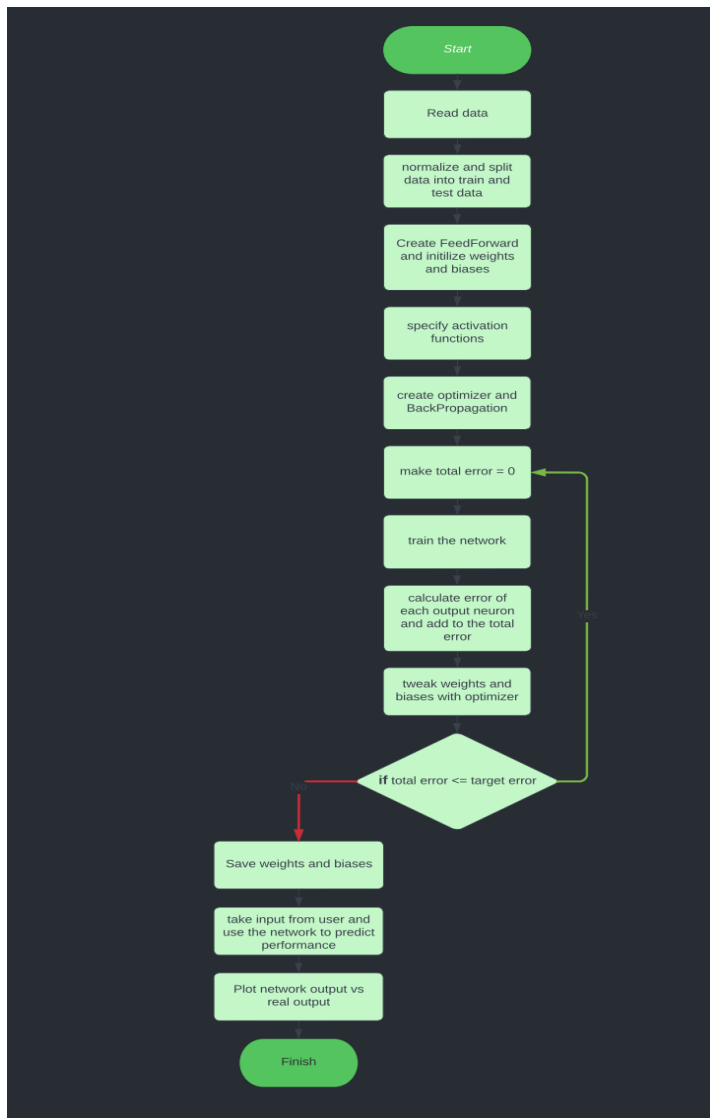 Start
Read data
normalize and split
data into train and
test data
Create FeedForward
and initilize weights
and biases
specify activation
functions
create optimizer and
BackPropagation
make total error = 0
train the network
calculate error of
each output neuron
and add to the total
error
Yes
tweak weights and
biases with optimizer
if total error <= target error
No
Save weights and biases
take input from user and
use the network to predict
performance
Plot network output vs
real output
Finish